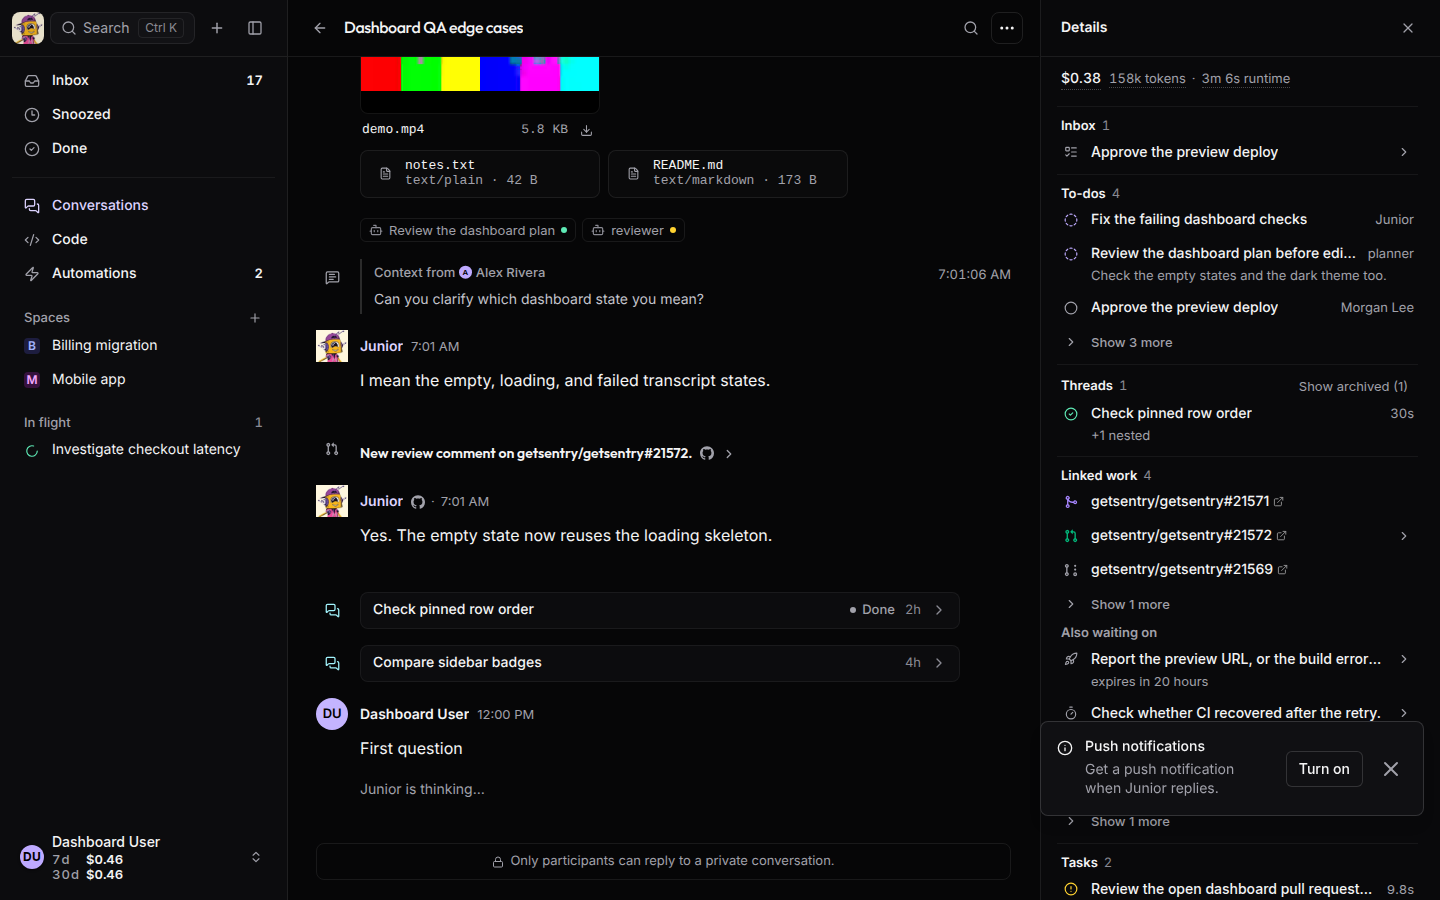 Search Ctrl K
Inbox 17
Snoozed
Done
Conversations
Code
Automations 2
Spaces
B Billing migration
M Mobile app
In flight 1
Investigate checkout latency
DU Dashboard User
7d $0.46
30d $0.46
Dashboard QA edge cases
demo.mp4 5.8 KB
notes.txt
text/plain · 42 B
README.md
text/markdown · 173 B
Review the dashboard plan
reviewer
Context from A Alex Rivera 7:01:06 AM
Can you clarify which dashboard state you mean?
Junior 7:01 AM
I mean the empty, loading, and failed transcript states.
New review comment on getsentry/getsentry#21572.
Junior · 7:01 AM
Yes. The empty state now reuses the loading skeleton.
Check pinned row order Done 2h
Compare sidebar badges 4h
DU Dashboard User 12:00 PM
First question
Junior is thinking...
Only participants can reply to a private conversation.
Details
$0.38 158k tokens · 3m 6s runtime
Inbox 1
Approve the preview deploy
To-dos 4
Fix the failing dashboard checks Junior
Review the dashboard plan before edi... planner
Check the empty states and the dark theme too.
Approve the preview deploy Morgan Lee
Show 3 more
Threads 1 Show archived (1)
Check pinned row order 30s
+1 nested
Linked work 4
getsentry/getsentry#21571
getsentry/getsentry#21572
getsentry/getsentry#21569
Show 1 more
Also waiting on
Report the preview URL, or the build error...
expires in 20 hours
Check whether CI recovered after the retry.
Push notifications
Get a push notification
when Junior replies.
Turn on
Show 1 more
Tasks 2
Review the open dashboard pull request... 9.8s